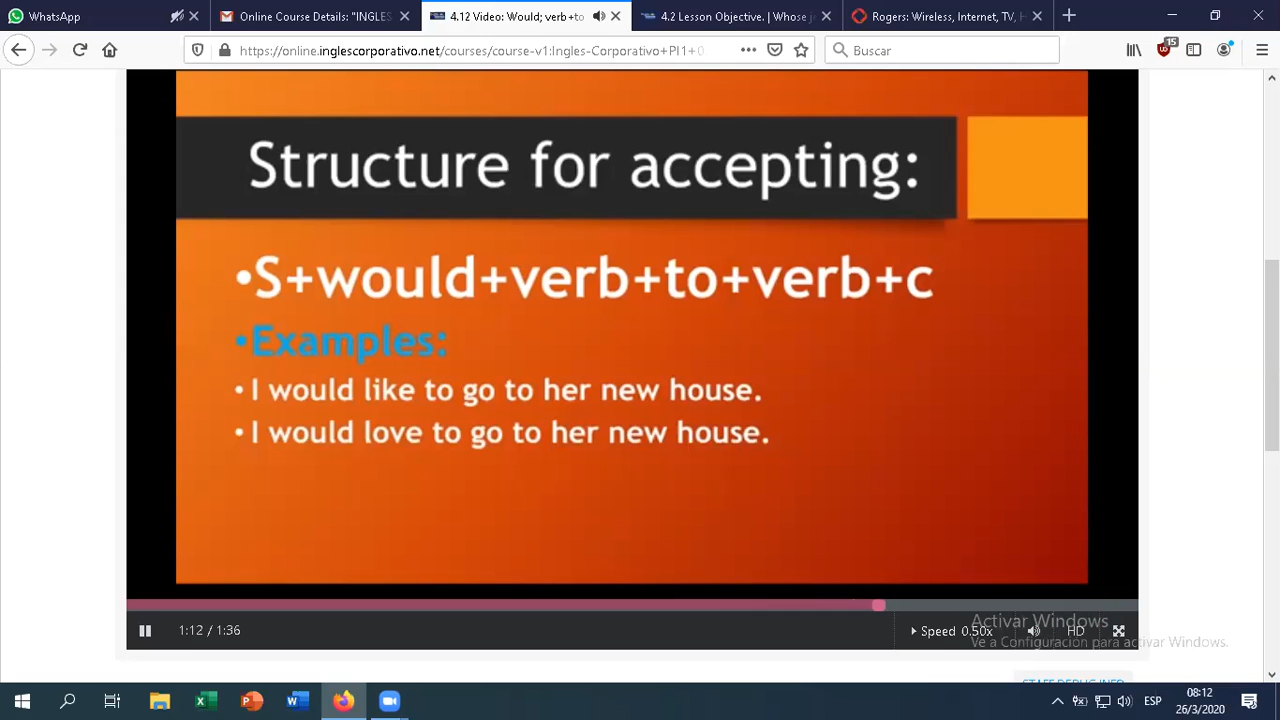 WhatsApp
Online Course Details: "INGLES
4.12 Video: Would; verb+to
4.2 Lesson Objective. | Whose j
Rogers: Wireless, Internet, TV, H
https://online.inglescorporativo.net/courses/course-v1:Ingles-Corporativo+PI1+0
Buscar
15
Structure for accepting:
•S+would+verb+to+verb+c
•Examples:
• I would like to go to her new house.
• I would love to go to her new house.
1:12 / 1:36
Speed 0.50x
HD
Activar Windows
Ve a Configuración para activar Windows.
STAFF DEBUG INFO
ESP
08:12
26/3/2020